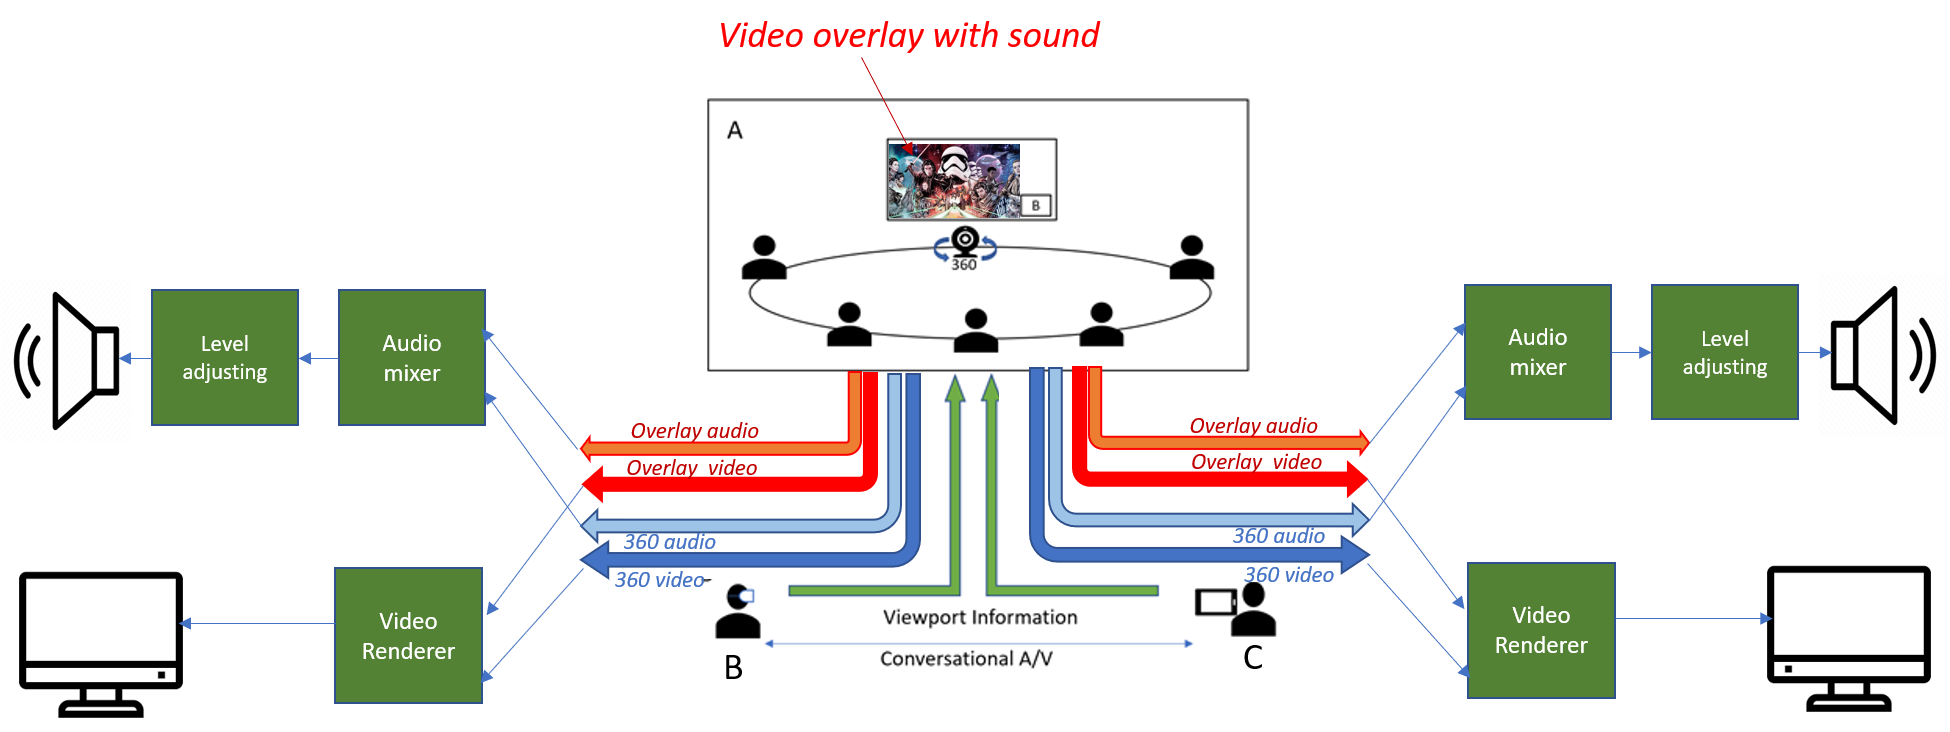 Video overlay with sound
A
B
360
Level
adjusting
Audio
mixer
Audio
mixer
Level
adjusting
Overlay audio
Overlay video
360 audio
360 video
Overlay audio
Overlay video
360 audio
360 video
Video
Renderer
Viewport Information
Conversational A/V
B
C
Video
Renderer